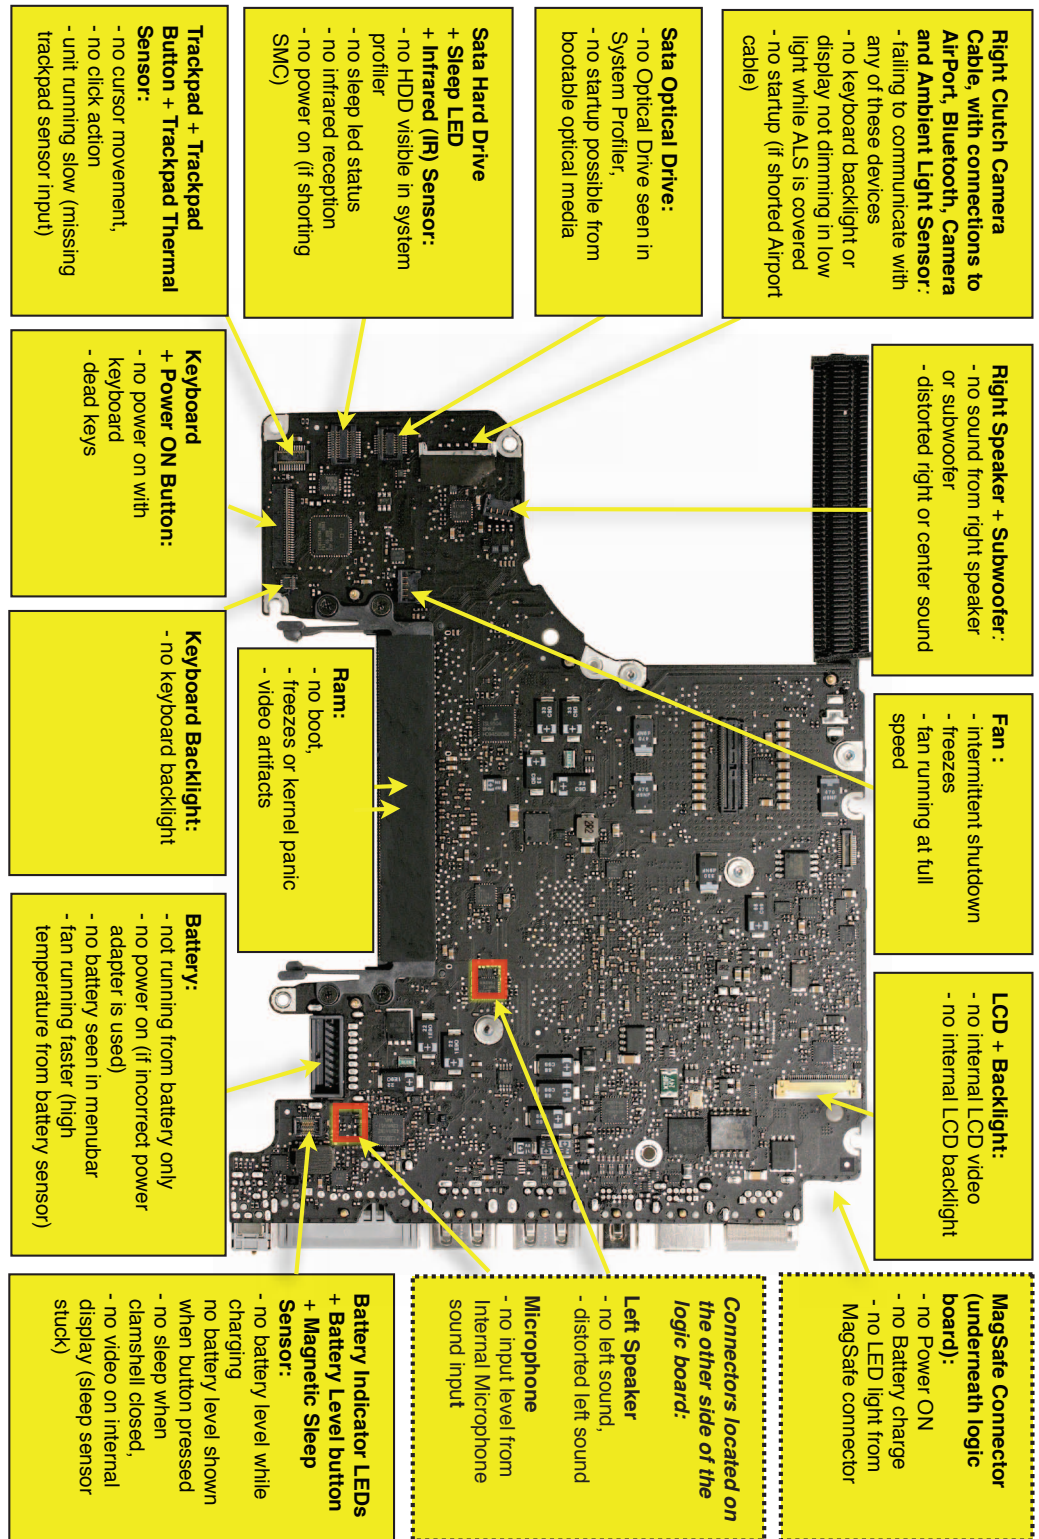 Right Clutch Camera
Cable, with connections to
AirPort, Bluetooth, Camera
and Ambient Light Sensor:
- failing to communicate with
any of these devices
- no keyboard backlight or
display not dimming in low
light while ALS is covered
- no startup (if shorted Airport
cable)
Right Speaker + Subwoofer:
- no sound from right speaker
or subwoofer
- distorted right or center sound
Fan :
- intermittent shutdown
- freezes
- fan running at full
speed
LCD + Backlight:
- no internal LCD video
- no internal LCD backlight
MagSafe Connector
(underneath logic
board):
- no Power ON
- no Battery charge
- no LED light from
MagSafe connector
Sata Optical Drive:
- no Optical Drive seen in
System Profiler,
- no startup possible from
bootable optical media
Connectors located on
the other side of the
logic board:
Left Speaker
- no left sound,
- distorted left sound
Microphone
- no input level from
Internal Microphone
sound input
Sata Hard Drive
+ Sleep LED
+ Infrared (IR) Sensor:
- no HDD visible in system
profiler
- no sleep led status
- no infrared reception
- no power on (if shorting
SMC)
Ram:
- no boot,
- freezes or kernel panic
- video artifacts
Trackpad + Trackpad
Button + Trackpad Thermal
Sensor:
- no cursor movement,
- no click action
- unit running slow (missing
trackpad sensor input)
Keyboard
+ Power ON Button:
- no power on with
keyboard
- dead keys
Keyboard Backlight:
- no keyboard backlight
Battery:
- not running from battery only
- no power on (if incorrect power
adapter is used)
- no battery seen in menubar
- fan running faster (high
temperature from battery sensor)
Battery Indicator LEDs
+ Battery Level button
+ Magnetic Sleep
Sensor:
- no battery level while
charging
no battery level shown
when button pressed
- no sleep when
clamshell closed,
- no video on internal
display (sleep sensor
stuck)